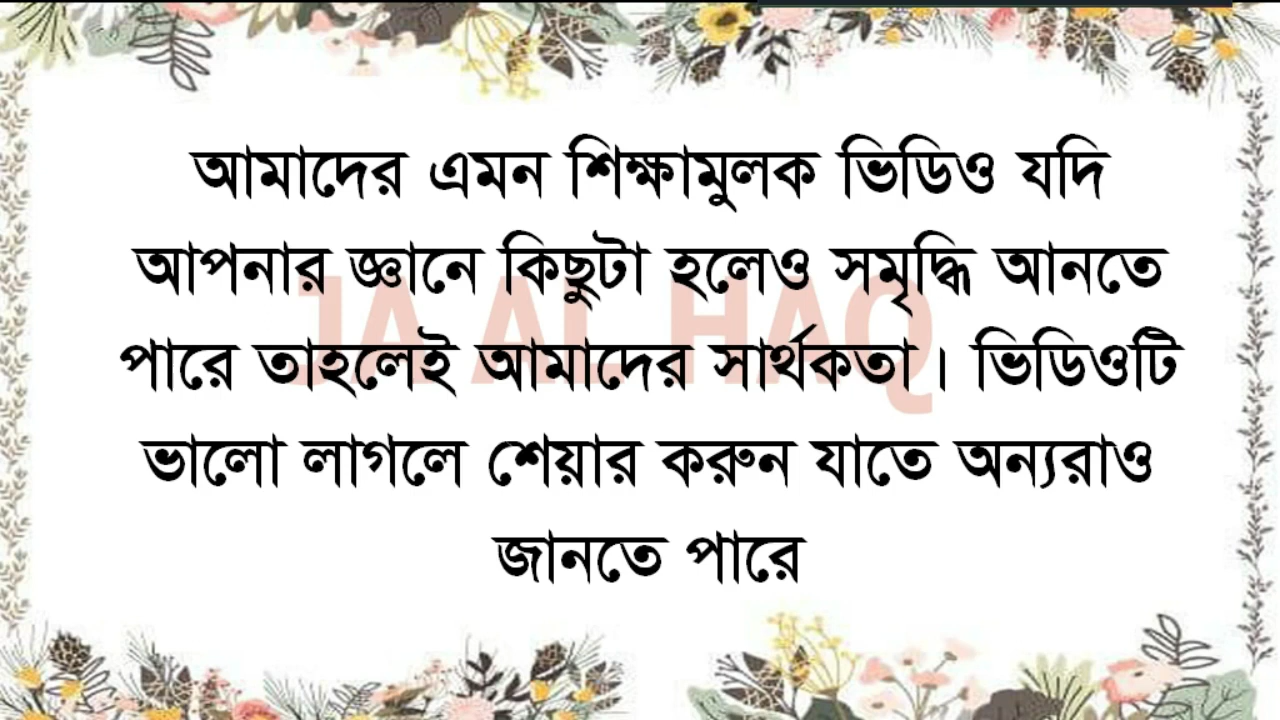 আমাদের এমন শিক্ষামুলক ভিডিও যদি
আপনার জ্ঞানে কিছুটা হলেও সমৃদ্ধি আনতে
পারে তাহলেই আমাদের সার্থকতা। ভিডিওটি
ভালো লাগলে শেয়ার করুন যাতে অন্যরাও
জানতে পারে
JA AL HAQ